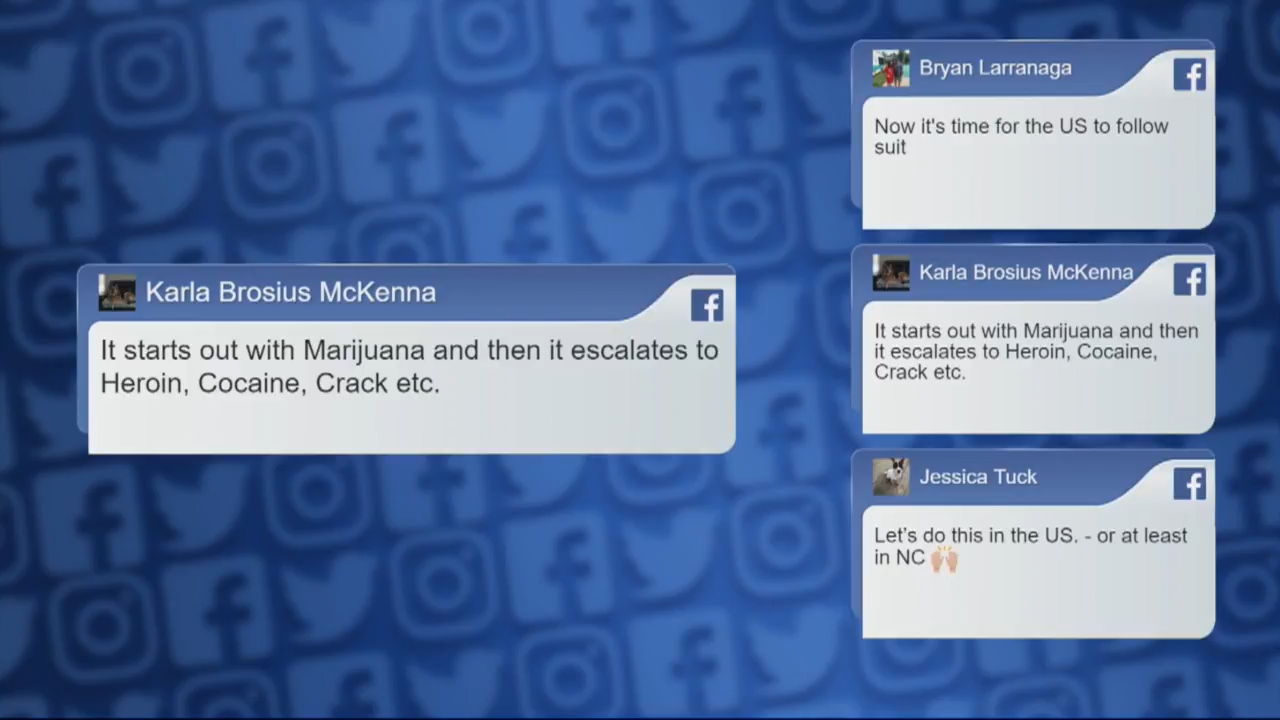 Karla Brosius McKenna
It starts out with Marijuana and then it escalates to
Heroin, Cocaine, Crack etc.
Bryan Larranaga
Now it's time for the US to follow
suit
Karla Brosius McKenna
It starts out with Marijuana and then
it escalates to Heroin, Cocaine,
Crack etc.
Jessica Tuck
Let's do this in the US. - or at least
in NC 🙌🏻